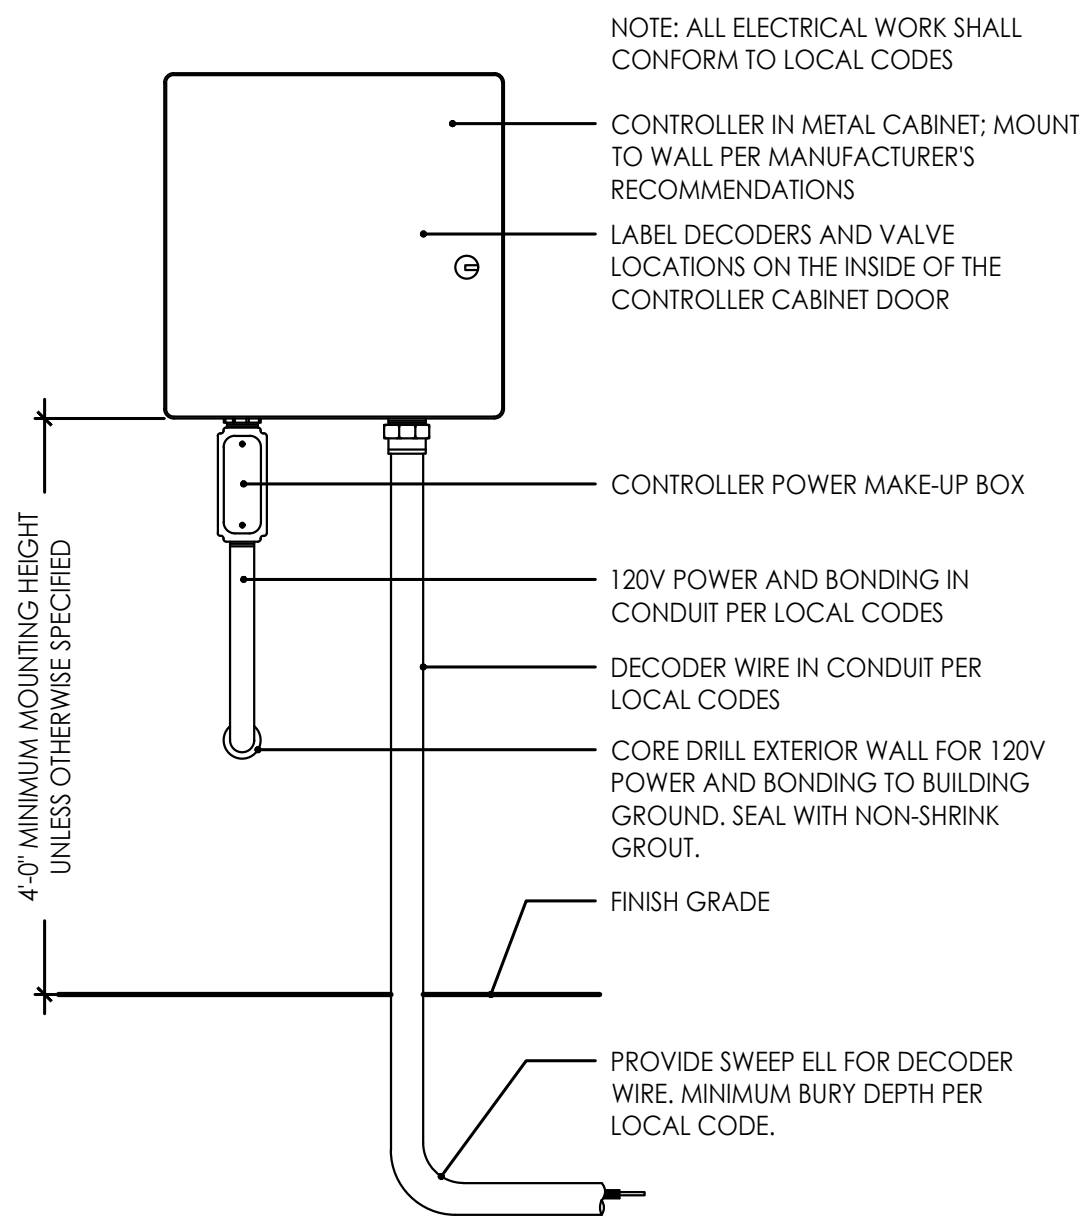 NOTE: ALL ELECTRICAL WORK SHALL
CONFORM TO LOCAL CODES
CONTROLLER IN METAL CABINET; MOUNT
TO WALL PER MANUFACTURER'S
RECOMMENDATIONS
LABEL DECODERS AND VALVE
LOCATIONS ON THE INSIDE OF THE
CONTROLLER CABINET DOOR
CONTROLLER POWER MAKE-UP BOX
120V POWER AND BONDING IN
CONDUIT PER LOCAL CODES
DECODER WIRE IN CONDUIT PER
LOCAL CODES
CORE DRILL EXTERIOR WALL FOR 120V
POWER AND BONDING TO BUILDING
GROUND. SEAL WITH NON-SHRINK
GROUT.
FINISH GRADE
PROVIDE SWEEP ELL FOR DECODER
WIRE. MINIMUM BURY DEPTH PER
LOCAL CODE.
4'-0" MINIMUM MOUNTING HEIGHT
UNLESS OTHERWISE SPECIFIED